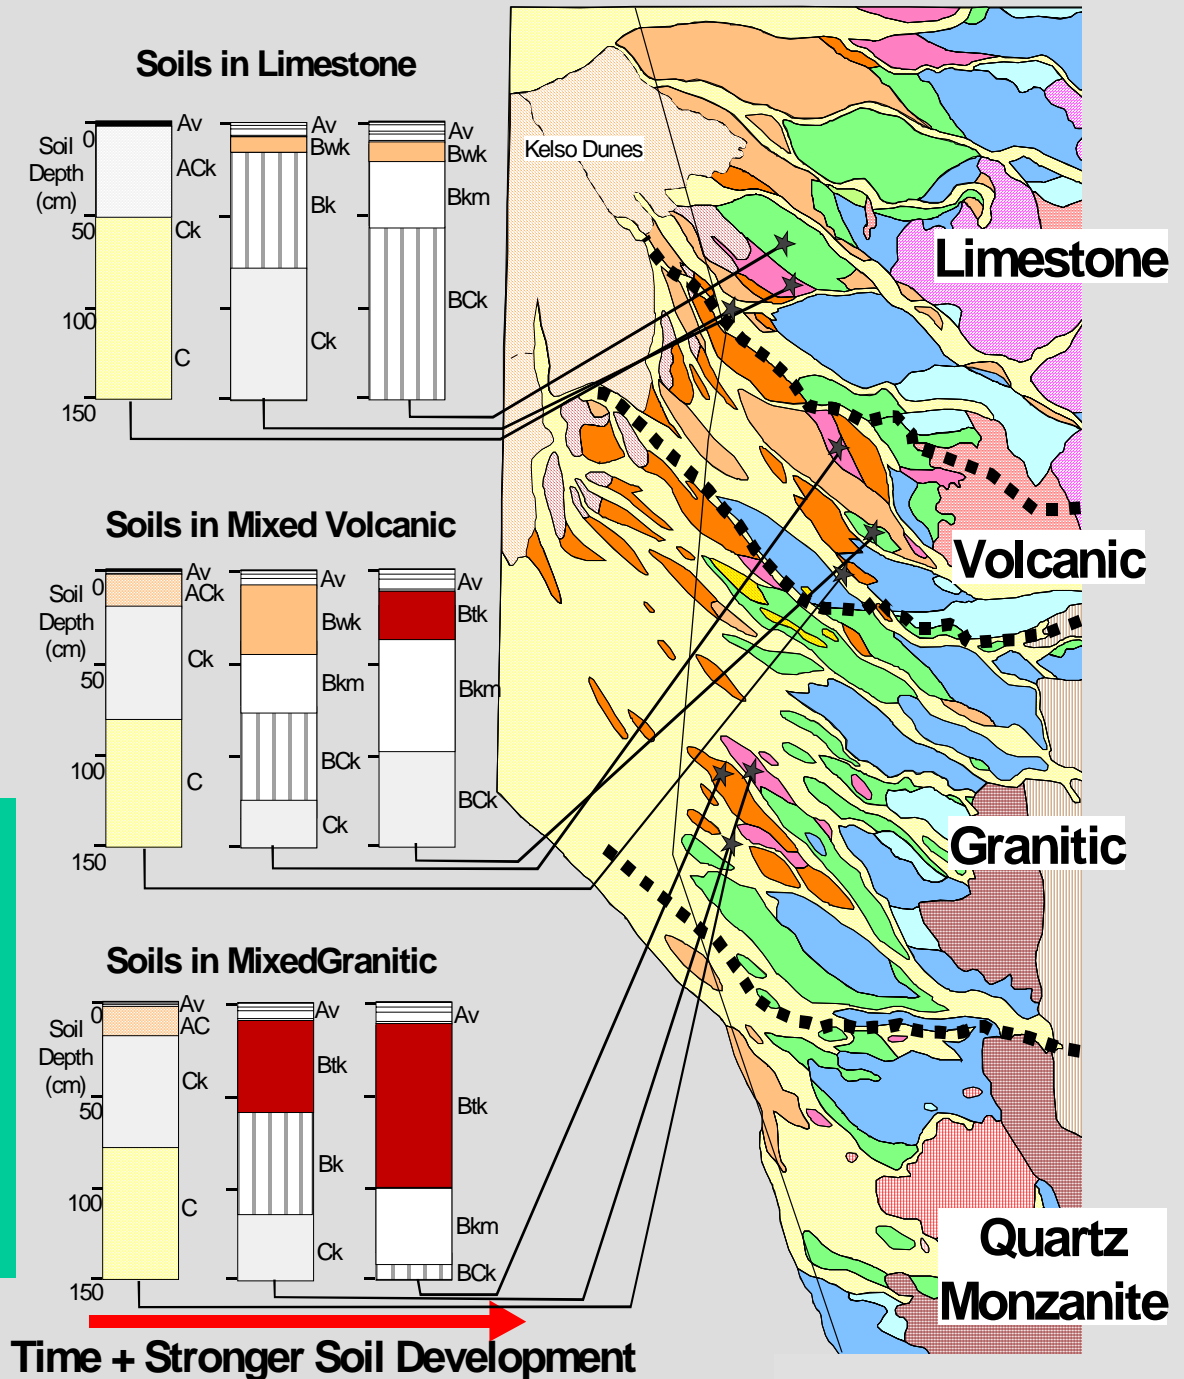 Soils in Limestone
Soil
Depth
(cm)
0
50
100
150
Av
ACk
Ck
C
Av
Bwk
Bk
Ck
Av
Bwk
Bkm
BCk
Kelso Dunes
Limestone
Soils in Mixed Volcanic
Soil
Depth
(cm)
0
50
100
150
Av
ACk
Ck
C
Av
Bwk
Bkm
BCk
Ck
Av
Btk
Bkm
BCk
Volcanic
Granitic
Soils in MixedGranitic
Soil
Depth
(cm)
0
50
100
150
Av
AC
Ck
C
Av
Btk
Bk
Ck
Av
Btk
Bkm
BCk
Quartz
Monzanite
Time + Stronger Soil Development